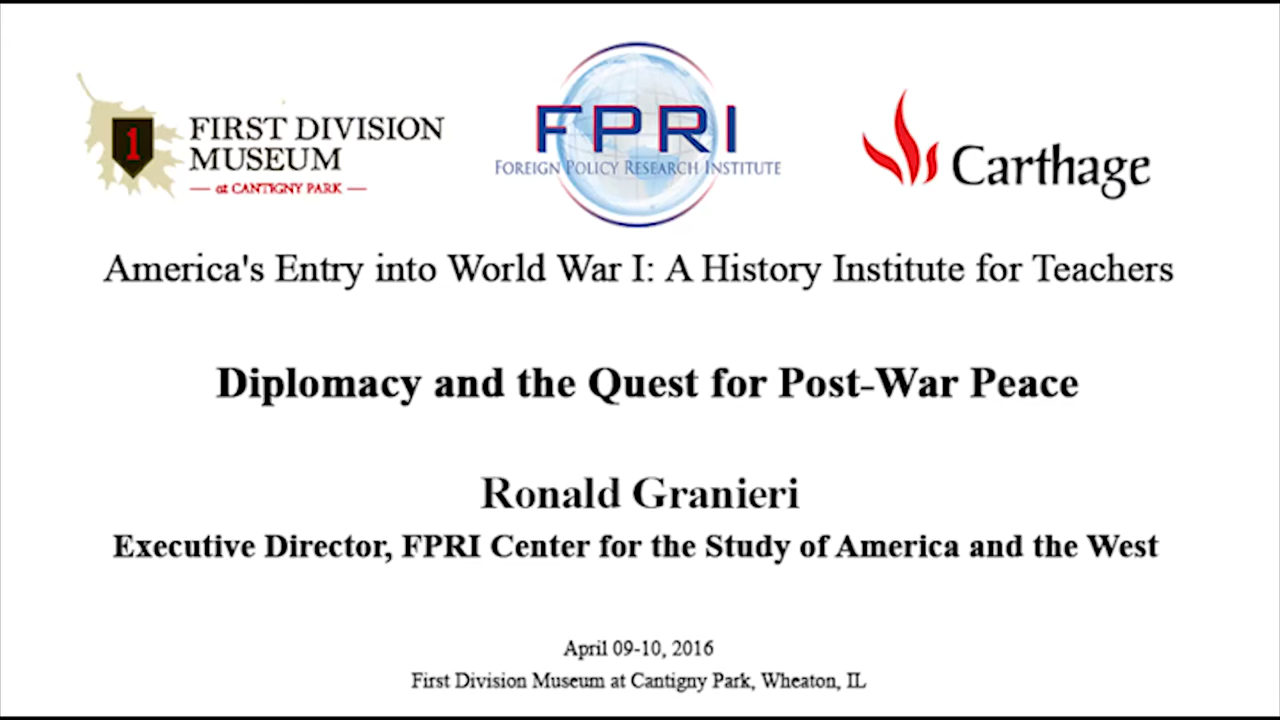 1
FIRST DIVISION
MUSEUM
at CANTIGNY PARK
FPRI
FOREIGN POLICY RESEARCH INSTITUTE
Carthage
America's Entry into World War I: A History Institute for Teachers
Diplomacy and the Quest for Post-War Peace
Ronald Granieri
Executive Director, FPRI Center for the Study of America and the West
April 09-10, 2016
First Division Museum at Cantigny Park, Wheaton, IL